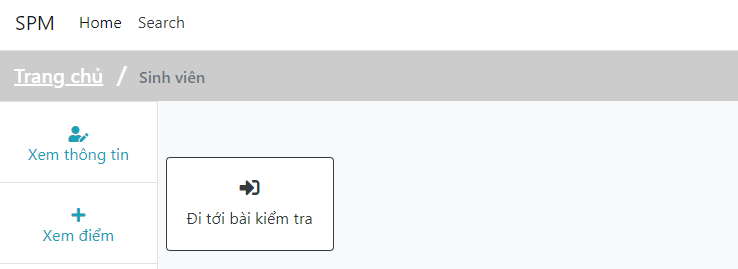 SPM Home Search
Trang chủ / Sinh viên
Xem thông tin
Đi tới bài kiểm tra
Xem điểm